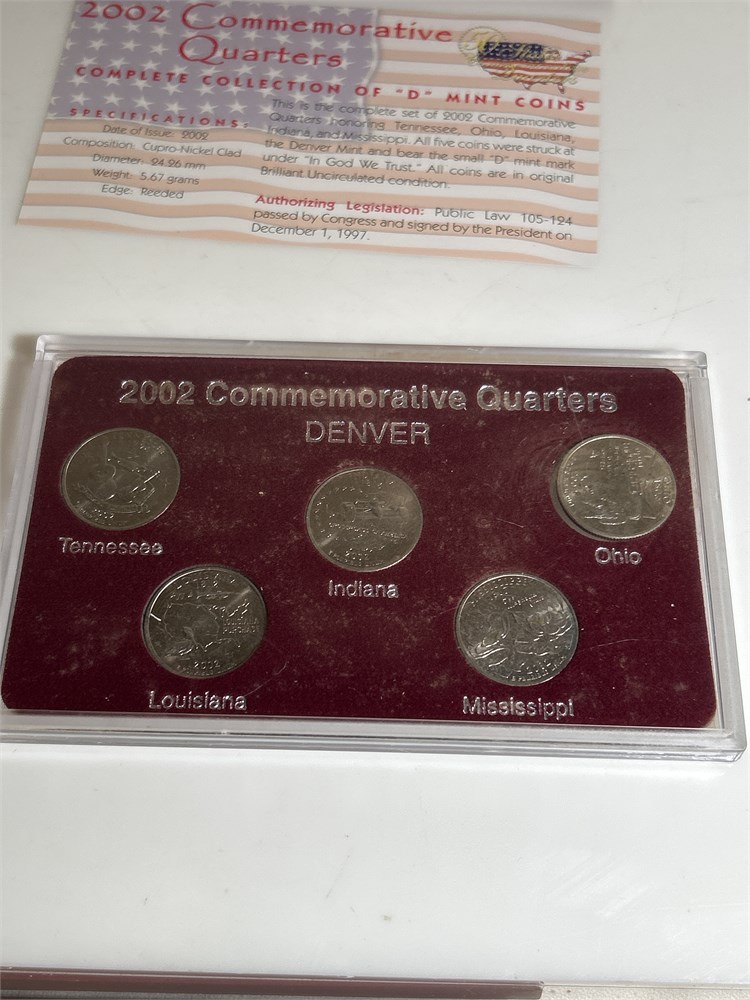 2002 Commemorative
Quarters
COMPLETE COLLECTION OF "D" MINT COINS
SPECIFICATIONS:
Date of Issue: 2002
Composition: Cupro-Nickel Clad
Diameter: 24.26 mm
Weight: 5.67 grams
Edge: Reeded
This is the complete set of 2002 Commemorative
Quarters honoring Tennessee, Ohio, Louisiana,
Indiana, and Mississippi. All five coins were struck at
the Denver Mint and bear the small "D" mint mark
under "In God We Trust." All coins are in original
Brilliant Uncirculated condition.
Authorizing Legislation: Public Law 105-124
passed by Congress and signed by the President on
December 1, 1997.
2002 Commemorative Quarters
DENVER
Tennessee
Indiana
Ohio
LOUISIANA
PURCHASE
2002
Louisiana
Mississippi